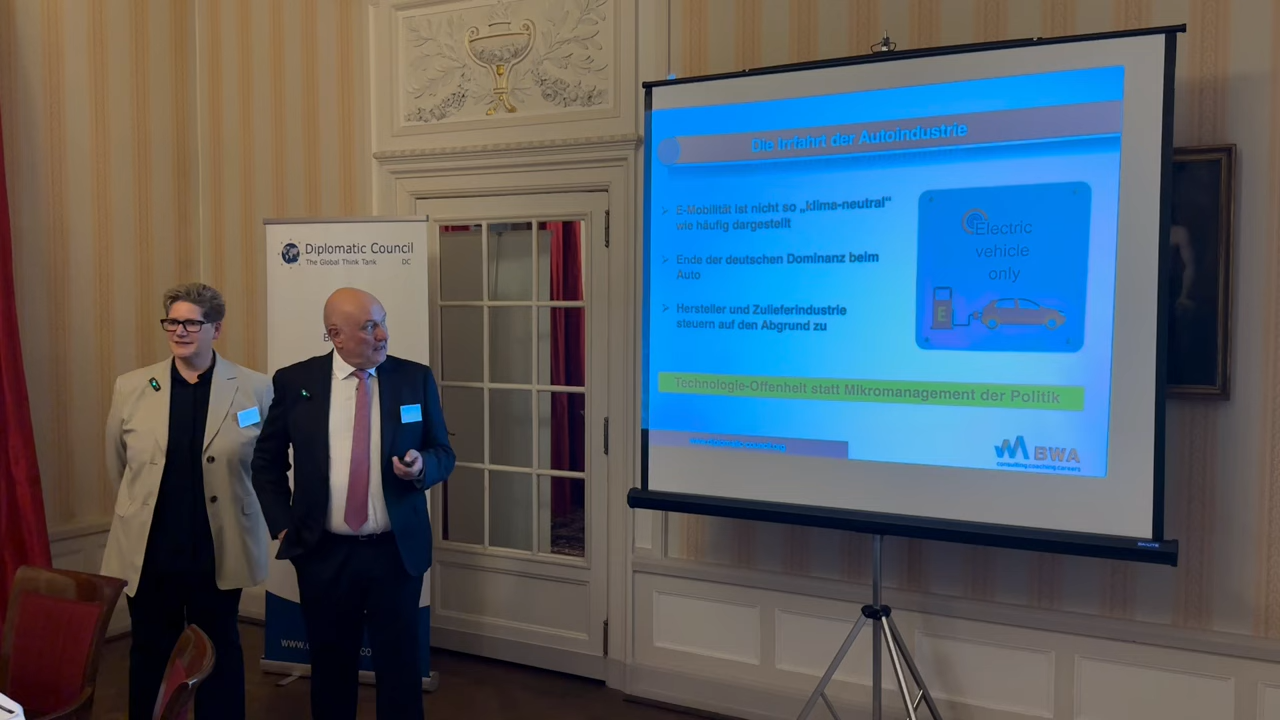 Diplomatic Council
The Global Think Tank DC
Die Irrfahrt der Autoindustrie
E-Mobilität ist nicht so „klima-neutral“
wie häufig dargestellt
Ende der deutschen Dominanz beim
Auto
Hersteller und Zulieferindustrie
steuern auf den Abgrund zu
Electric
vehicle
only
E
Technologie-Offenheit statt Mikromanagement der Politik
BWA
consulting.coaching.careers